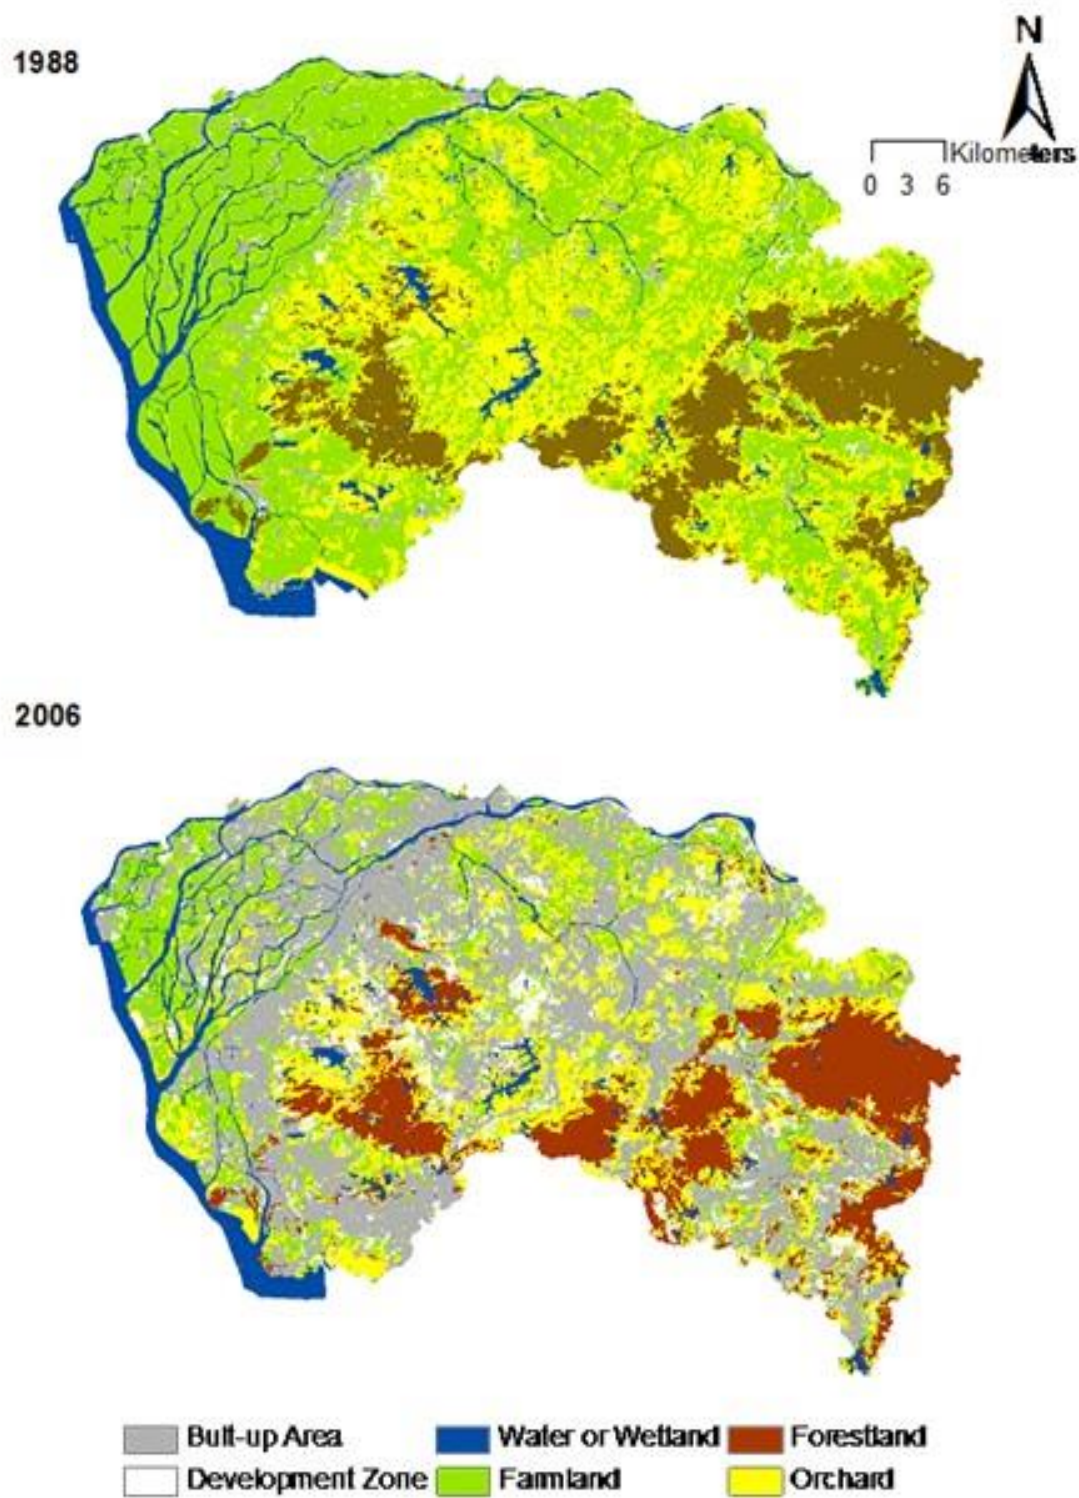 N
1988
Kilometers
0 3 6
2006
Built-up Area
Water or Wetland
Forestland
Development Zone
Farmland
Orchard